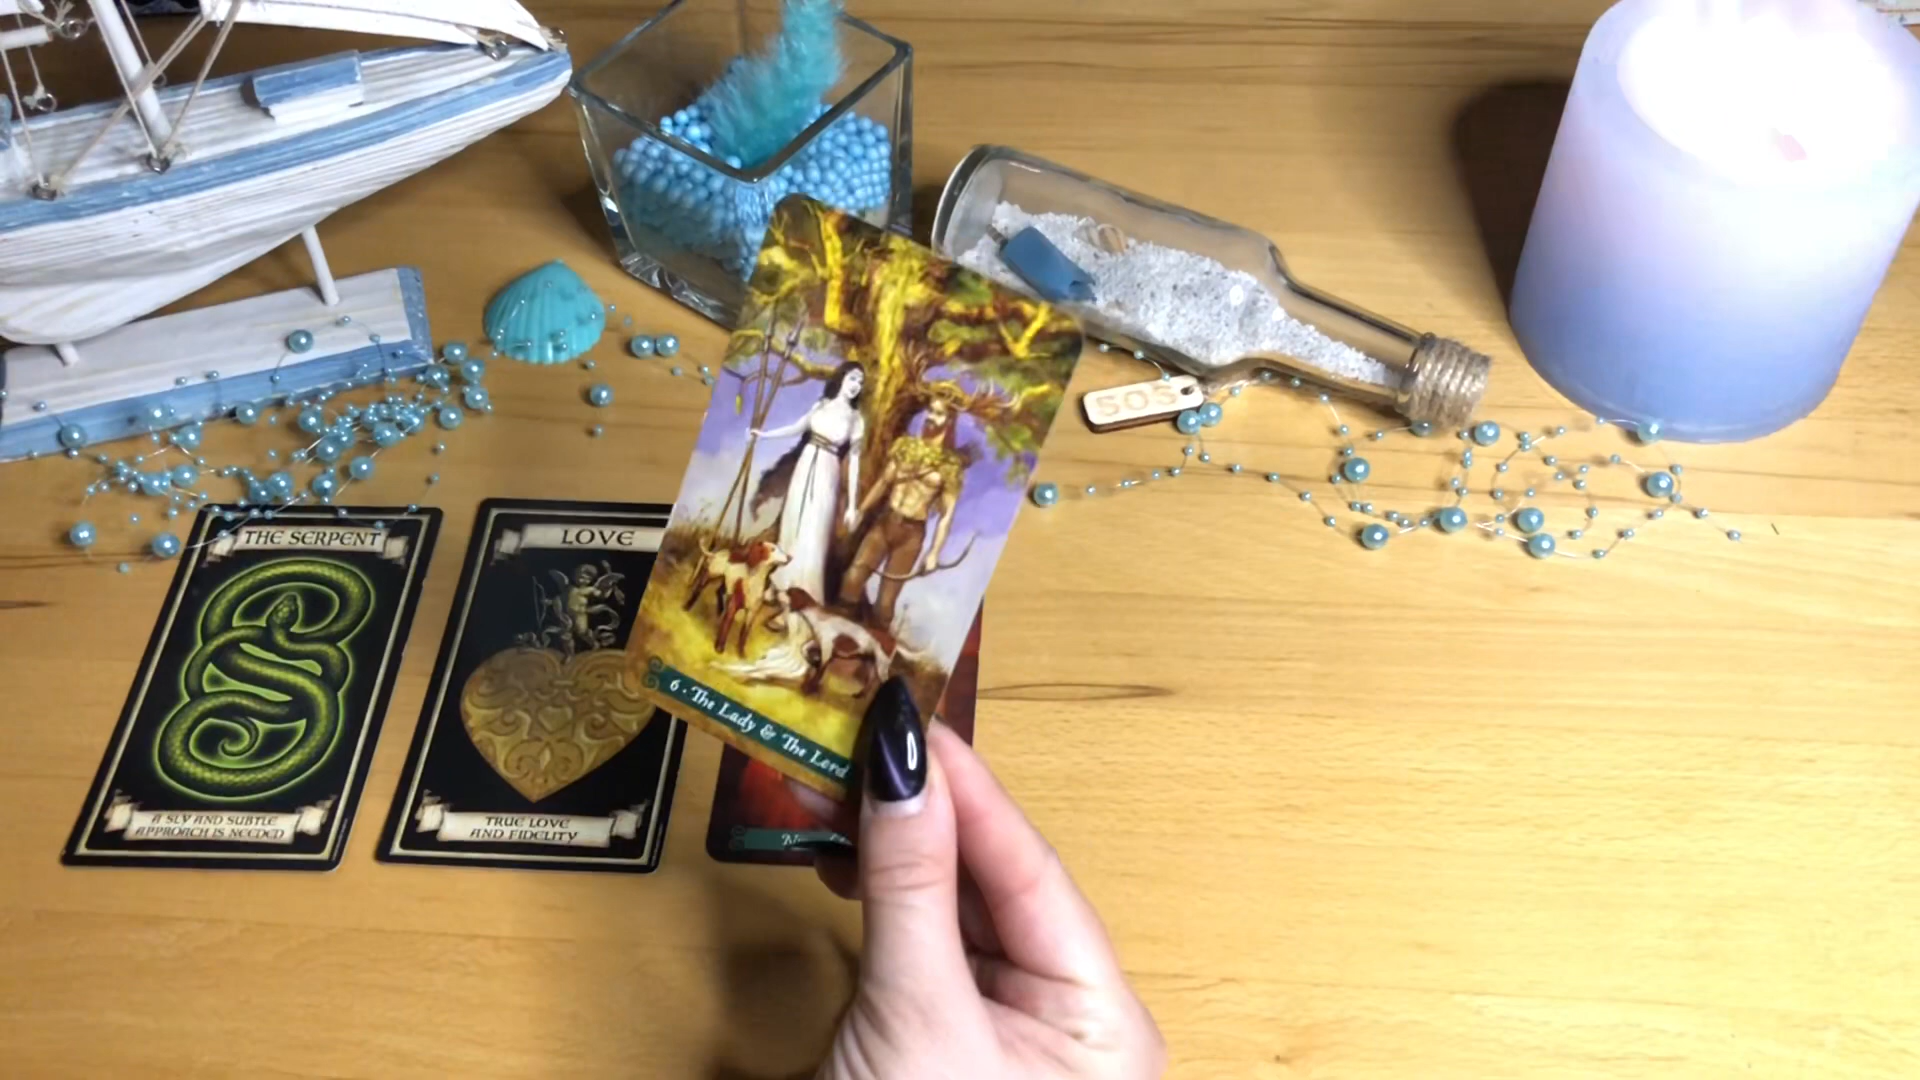 SOS
THE SERPENT
A SLY AND SUBTLE
APPROACH IS NEEDED
LOVE
TRUE LOVE
AND FIDELITY
6 · The Lady & The Lord